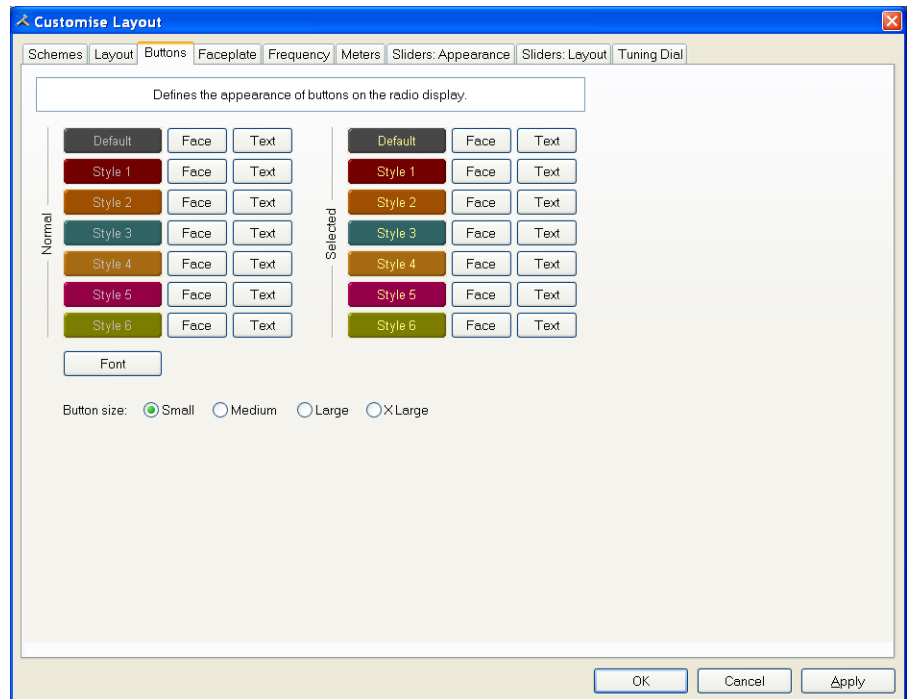 Customise Layout
Schemes Layout Buttons Faceplate Frequency Meters Sliders: Appearance Sliders: Layout Tuning Dial
Defines the appearance of buttons on the radio display.
Normal
Default Face Text
Style 1 Face Text
Style 2 Face Text
Style 3 Face Text
Style 4 Face Text
Style 5 Face Text
Style 6 Face Text
Selected
Default Face Text
Style 1 Face Text
Style 2 Face Text
Style 3 Face Text
Style 4 Face Text
Style 5 Face Text
Style 6 Face Text
Font
Button size: Small Medium Large X Large
OK Cancel Apply